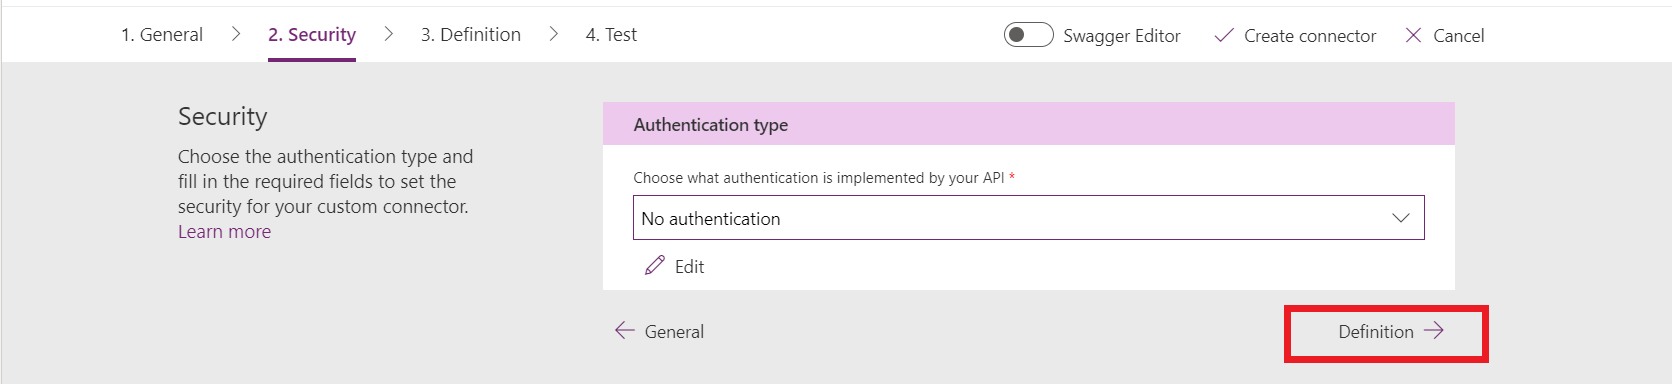 1. General > 2. Security > 3. Definition > 4. Test Swagger Editor Create connector Cancel
Security
Choose the authentication type and
fill in the required fields to set the
security for your custom connector.
Learn more
Authentication type
Choose what authentication is implemented by your API *
No authentication
Edit
← General
Definition →